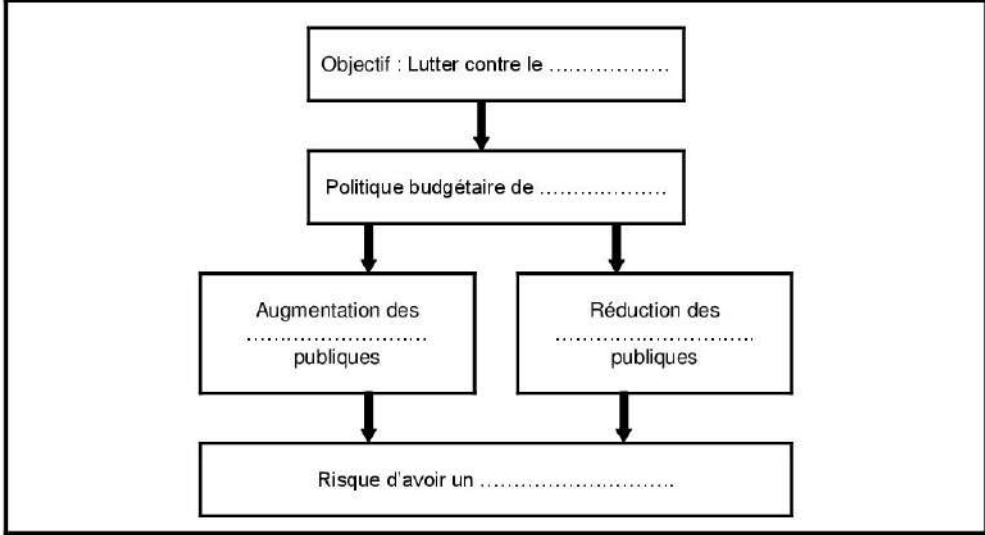 Objectif : Lutter contre le ....................
Politique budgétaire de ....................
Augmentation des
..............................
publiques
Réduction des
..............................
publiques
Risque d'avoir un ..............................